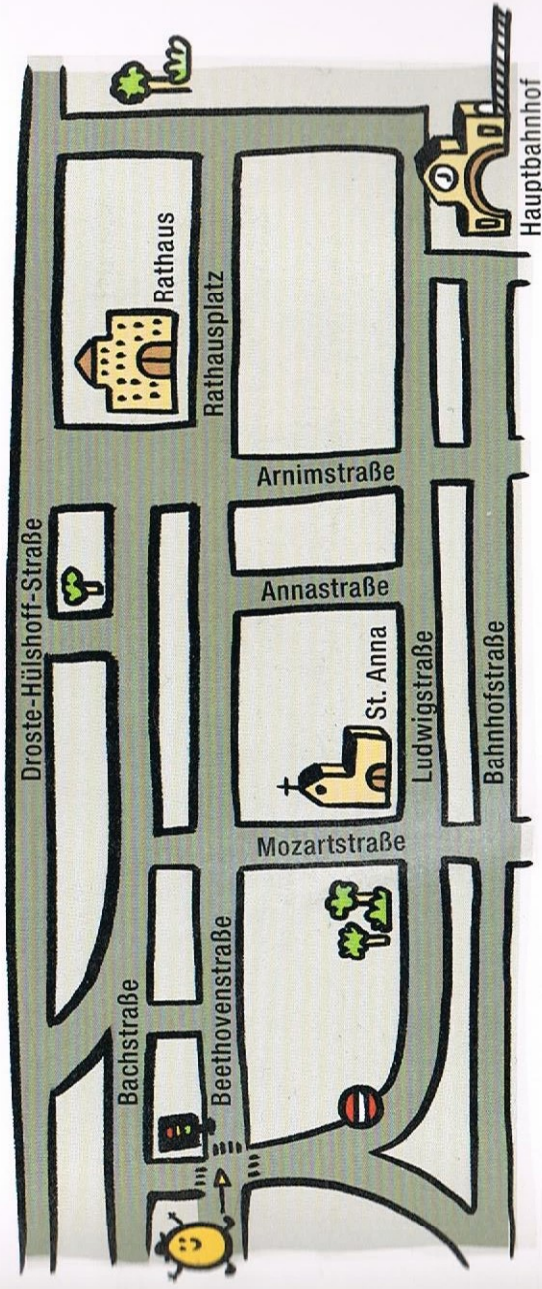 Droste-Hülshoff-Straße
Rathaus
Rathausplatz
Hauptbahnhof
Arnimstraße
Annastraße
St. Anna
Ludwigstraße
Bahnhofstraße
Mozartstraße
Bachstraße
Beethovenstraße